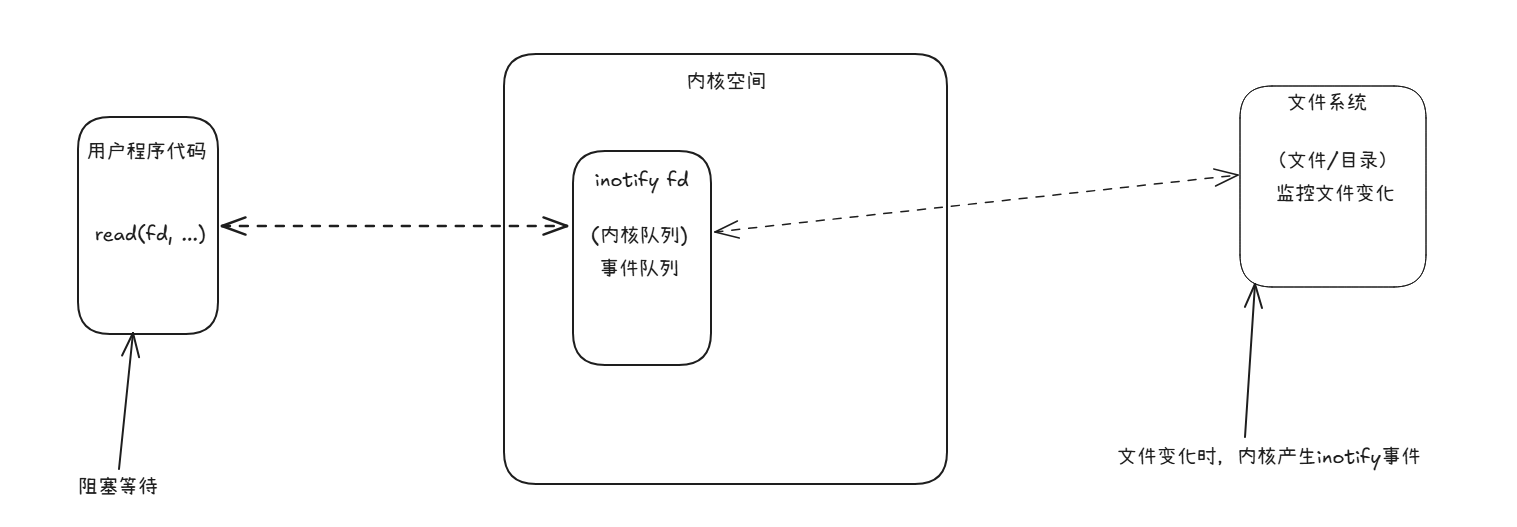 用户程序代码
read(fd, ...)
阻塞等待
内核空间
inotify fd
(内核队列)
事件队列
文件系统
（文件/目录）
监控文件变化
文件变化时，内核产生inotify事件